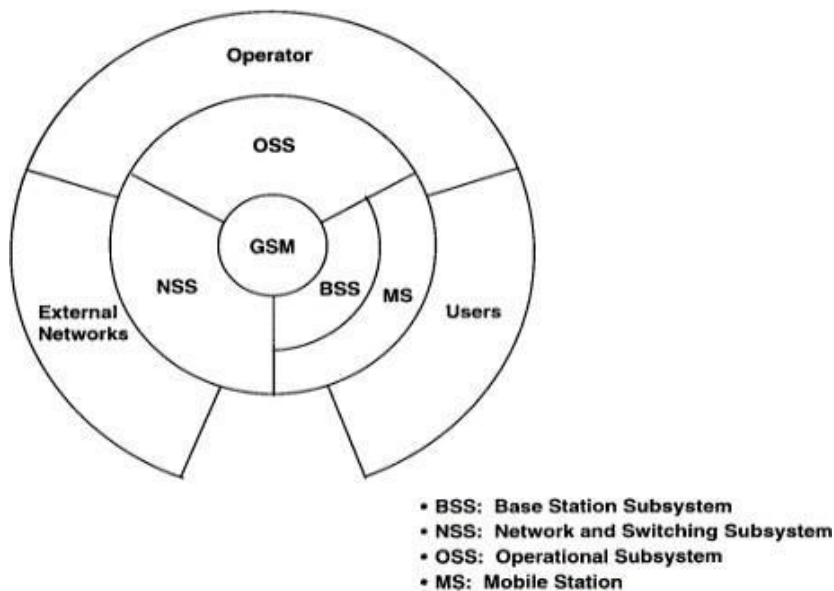 Operator
OSS
GSM
NSS
BSS
MS
External
Networks
Users
• BSS: Base Station Subsystem
• NSS: Network and Switching Subsystem
• OSS: Operational Subsystem
• MS: Mobile Station